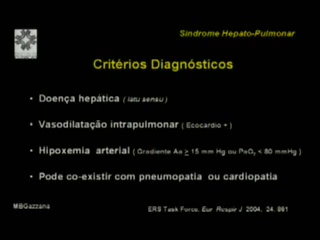 Síndrome Hepato-Pulmonar
Critérios Diagnósticos
• Doença hepática ( latu sensu )
• Vasodilatação intrapulmonar ( Ecocárdio + )
• Hipoxemia arterial ( Gradiente Aa > 15 mm Hg ou PaO₂ < 80 mmHg )
• Pode co-existir com pneumopatia ou cardiopatia
MBGazzana
ERS Task Force. Eur Respir J 2004; 24: 861